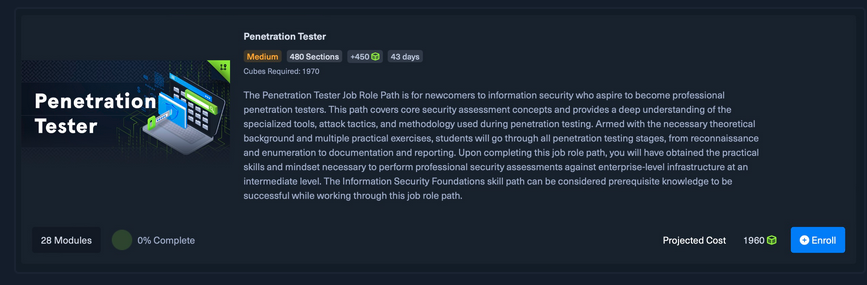 Penetration Tester
Medium 480 Sections +450 43 days
Cubes Required: 1970
Penetration
Tester
The Penetration Tester Job Role Path is for newcomers to information security who aspire to become professional
penetration testers. This path covers core security assessment concepts and provides a deep understanding of the
specialized tools, attack tactics, and methodology used during penetration testing. Armed with the necessary theoretical
background and multiple practical exercises, students will go through all penetration testing stages, from reconnaissance
and enumeration to documentation and reporting. Upon completing this job role path, you will have obtained the practical
skills and mindset necessary to perform professional security assessments against enterprise-level infrastructure at an
intermediate level. The Information Security Foundations skill path can be considered prerequisite knowledge to be
successful while working through this job role path.
28 Modules 0% Complete Projected Cost 1960 Enroll